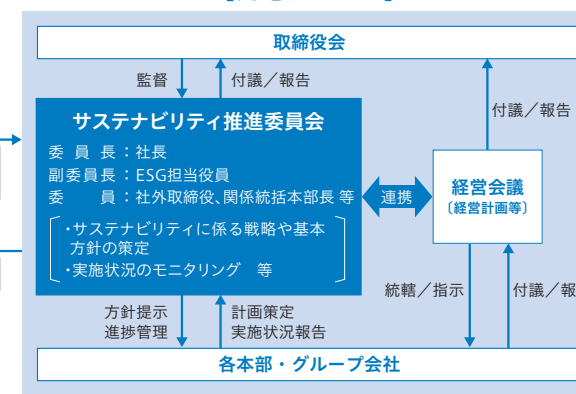 取締役会
監督
付議／報告
付議／報告
サステナビリティ推進委員会
委員長：社長
副委員長：ESG担当役員
委　　員：社外取締役、関係統括本部長 等
・サステナビリティに係る戦略や基本
方針の策定
・実施状況のモニタリング　等
連携
経営会議
〔経営計画等〕
方針提示
進捗管理
計画策定
実施状況報告
統轄／指示
付議／報
各本部・グループ会社